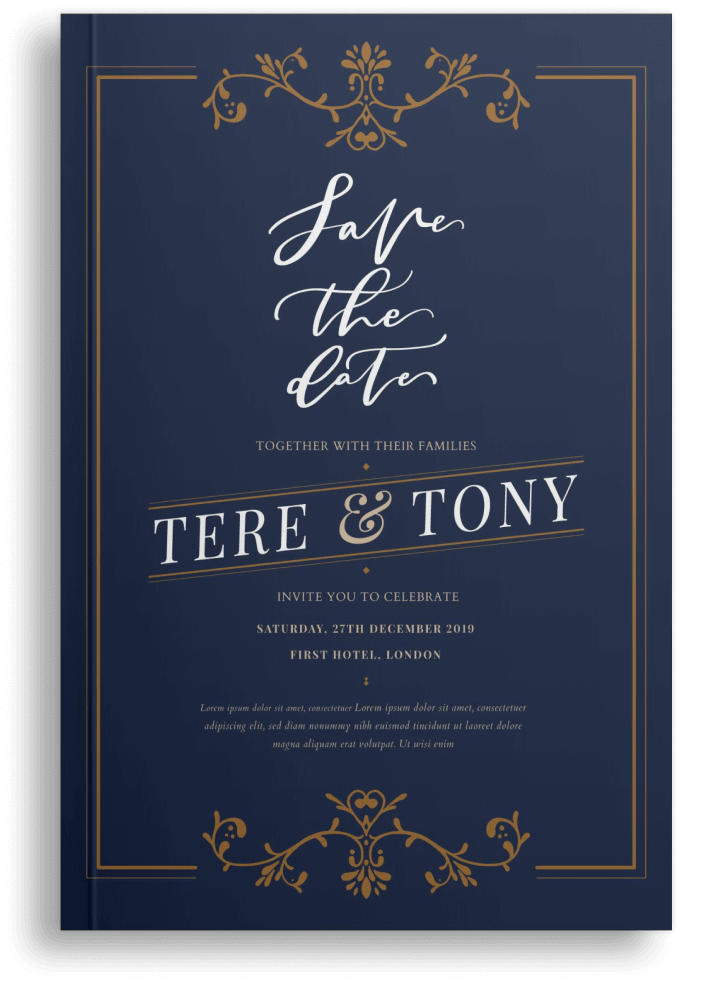 Save
the
date
TOGETHER WITH THEIR FAMILIES
TERE & TONY
INVITE YOU TO CELEBRATE
SATURDAY, 27TH DECEMBER 2019
FIRST HOTEL, LONDON
Lorem ipsum dolor sit amet, consectetuer Lorem ipsum dolor sit amet, consectetuer
adipiscing elit, sed diam nonummy nibh euismod tincidunt ut laoreet dolore
magna aliquam erat volutpat. Ut wisi enim